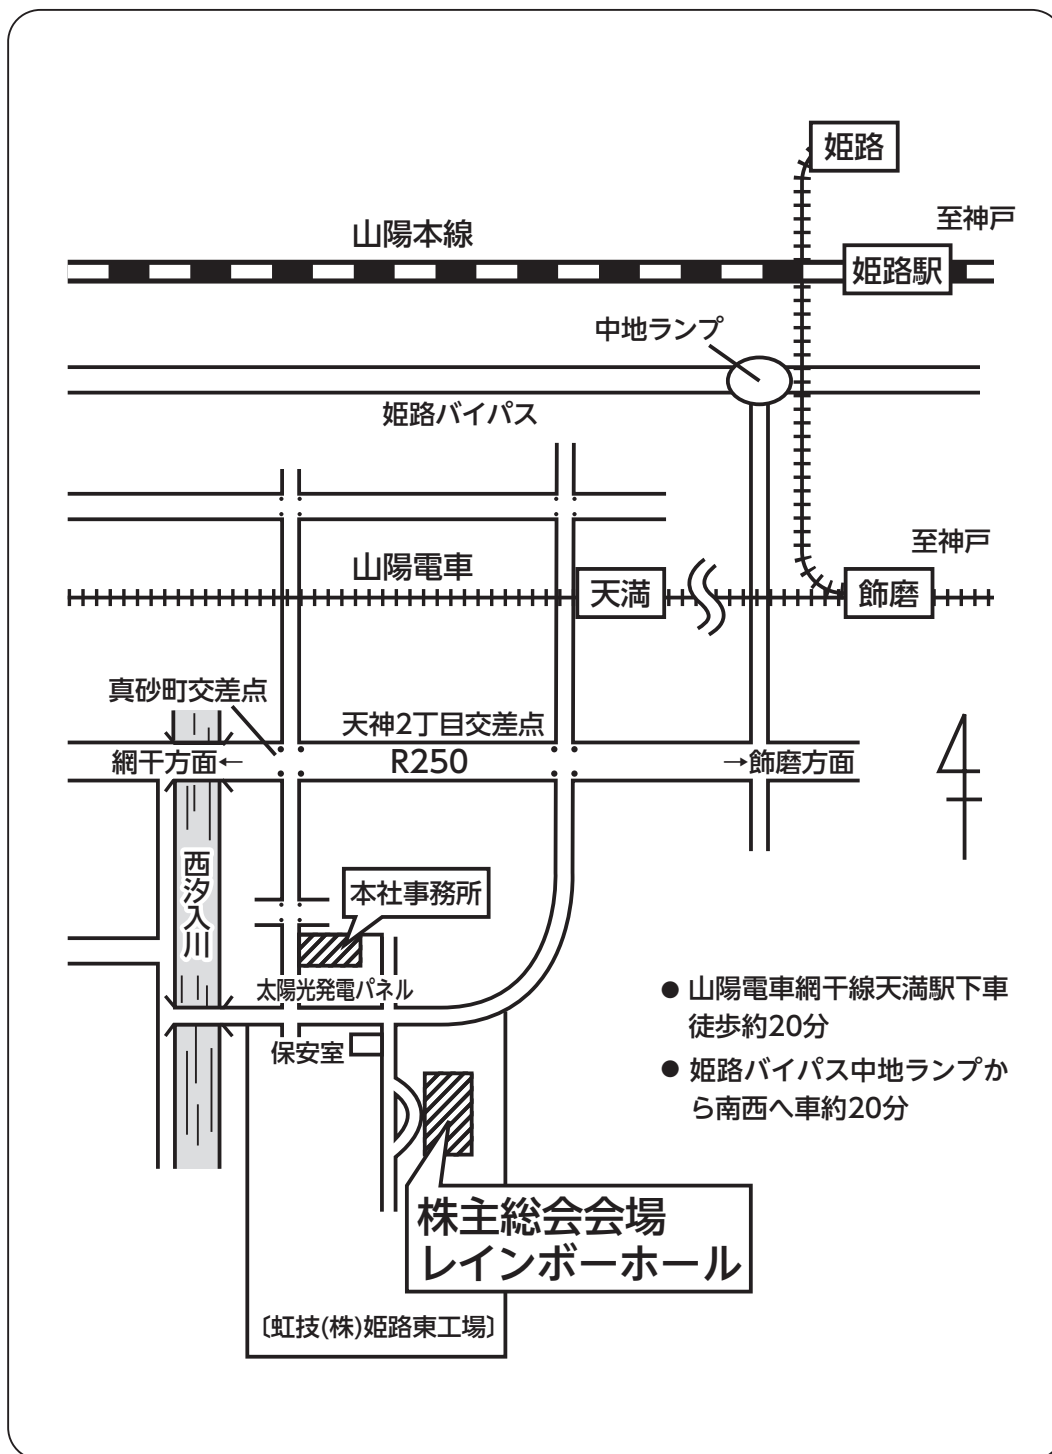 姫路
至神戸
山陽本線
姫路駅
中地ランプ
姫路バイパス
至神戸
山陽電車
天満
飾磨
真砂町交差点
天神2丁目交差点
網干方面←
R250
→飾磨方面
西汐入川
本社事務所
太陽光発電パネル
保安室
● 山陽電車網干線天満駅下車
徒歩約20分
● 姫路バイパス中地ランプか
ら南西へ車約20分
株主総会会場
レインボーホール
〔虹技(株)姫路東工場〕